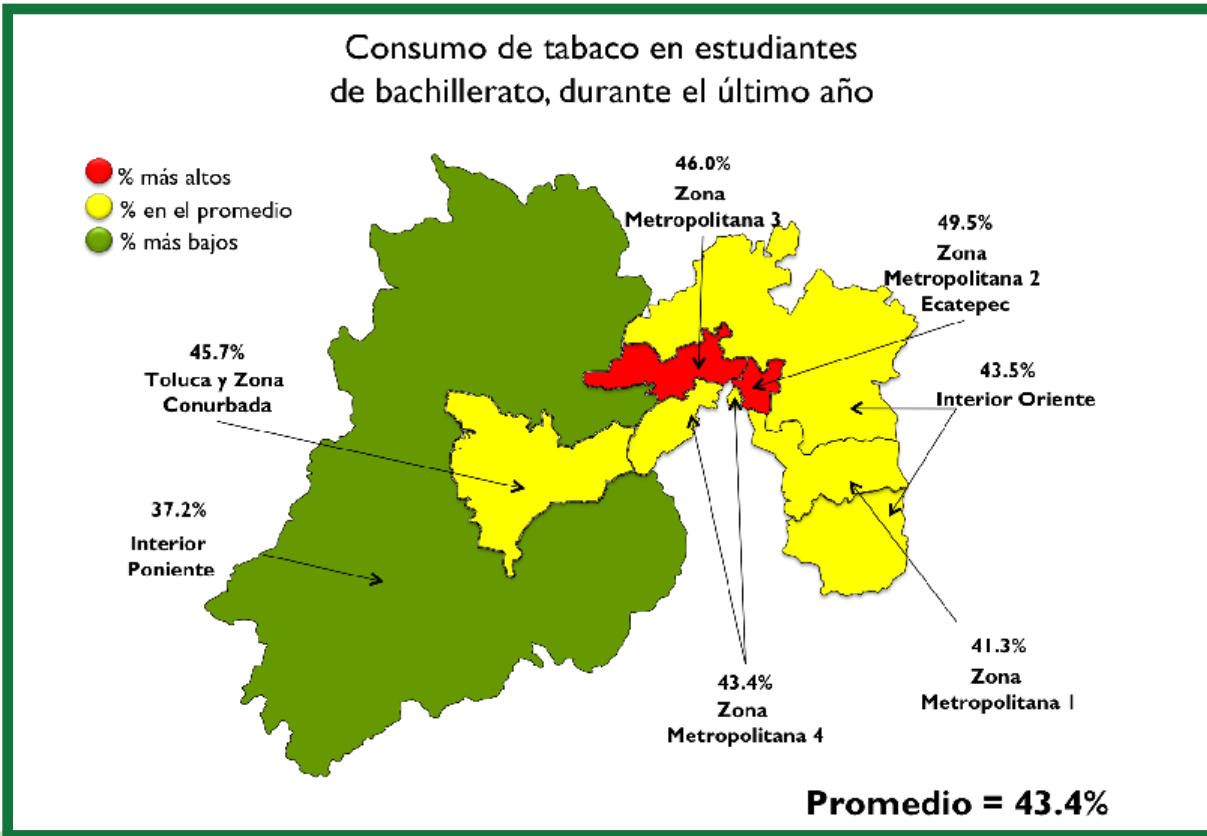 Consumo de tabaco en estudiantes
de bachillerato, durante el último año
% más altos
% en el promedio
% más bajos
46.0%
Zona
Metropolitana 3
49.5%
Zona
Metropolitana 2
Ecatepec
45.7%
Toluca y Zona
Conurbada
43.5%
Interior Oriente
37.2%
Interior
Poniente
41.3%
Zona
Metropolitana 1
43.4%
Zona
Metropolitana 4
Promedio = 43.4%